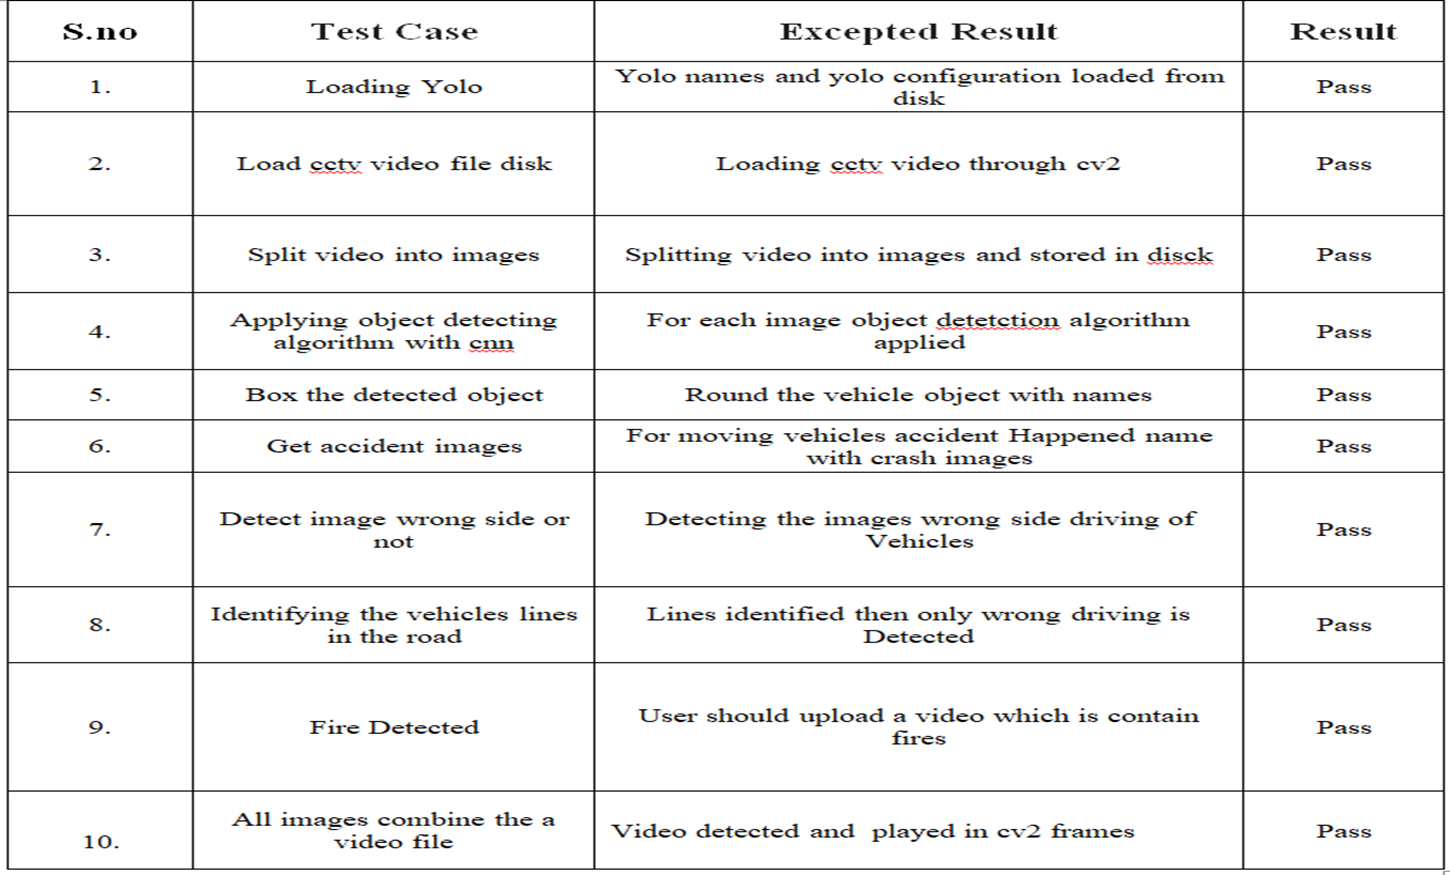 S.no Test Case Excepted Result Result
1. Loading Yolo Yolo names and yolo configuration loaded from
disk Pass
2. Load cctv video file disk Loading cctv video through cv2 Pass
3. Split video into images Splitting video into images and stored in disck Pass
4. Applying object detecting
algorithm with cnn For each image object detetction algorithm
applied Pass
5. Box the detected object Round the vehicle object with names Pass
6. Get accident images For moving vehicles accident Happened name
with crash images Pass
7. Detect image wrong side or
not Detecting the images wrong side driving of
Vehicles Pass
8. Identifying the vehicles lines
in the road Lines identified then only wrong driving is
Detected Pass
9. Fire Detected User should upload a video which is contain
fires Pass
10. All images combine the a
video file Video detected and played in cv2 frames Pass